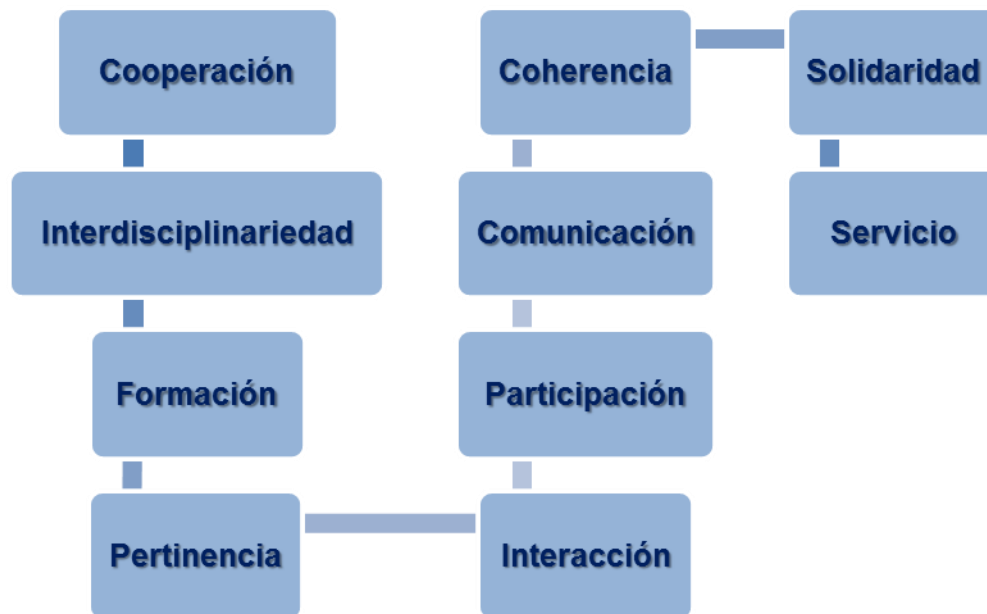 Cooperación
Interdisciplinariedad
Formación
Pertinencia
Interacción
Participación
Comunicación
Coherencia
Solidaridad
Servicio